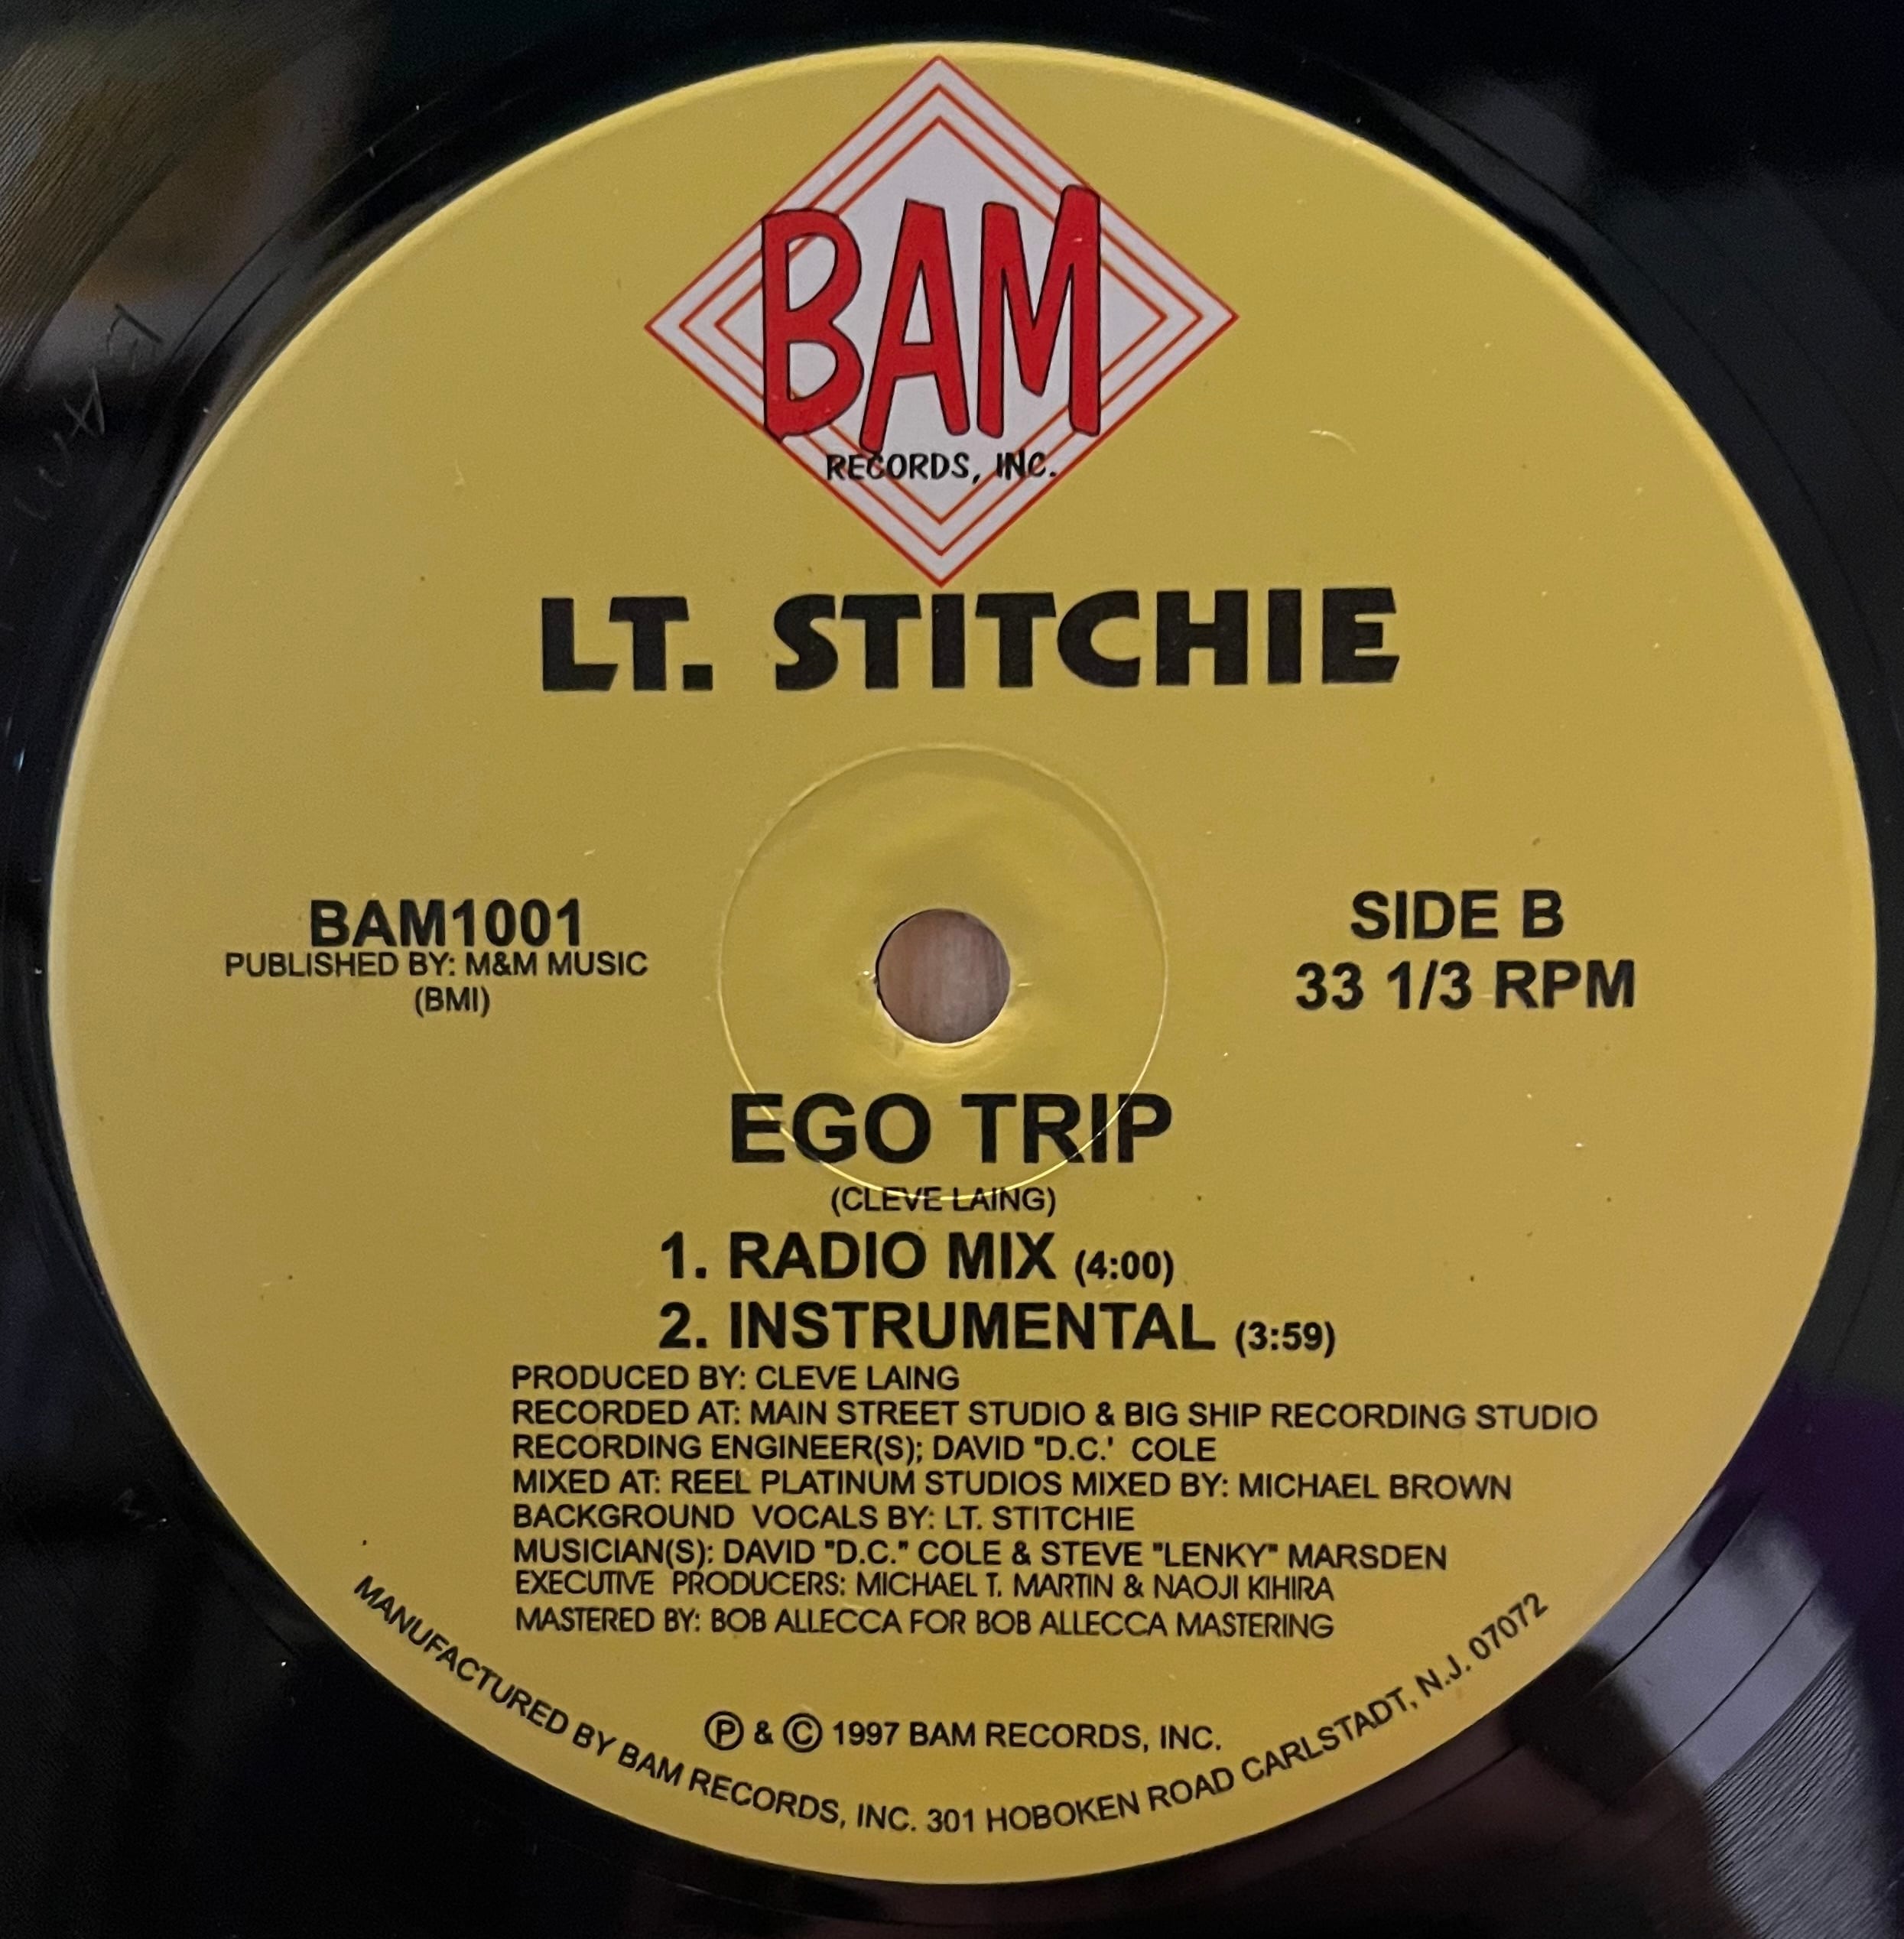 BAM
RECORDS, INC.
LT. STITCHIE
BAM1001
PUBLISHED BY: M&M MUSIC
(BMI)
SIDE B
33 1/3 RPM
EGO TRIP
(CLEVE LAING)
1. RADIO MIX (4:00)
2. INSTRUMENTAL (3:59)
PRODUCED BY: CLEVE LAING
RECORDED AT: MAIN STREET STUDIO & BIG SHIP RECORDING STUDIO
RECORDING ENGINEER(S); DAVID "D.C.' COLE
MIXED AT: REEL PLATINUM STUDIOS MIXED BY: MICHAEL BROWN
BACKGROUND VOCALS BY: LT. STITCHIE
MUSICIAN(S): DAVID "D.C." COLE & STEVE "LENKY" MARSDEN
EXECUTIVE PRODUCERS: MICHAEL T. MARTIN & NAOJI KIHIRA
MASTERED BY: BOB ALLECCA FOR BOB ALLECCA MASTERING
Ⓟ & © 1997 BAM RECORDS, INC.
MANUFACTURED BY BAM RECORDS, INC. 301 HOBOKEN ROAD CARLSTADT, N.J. 07072